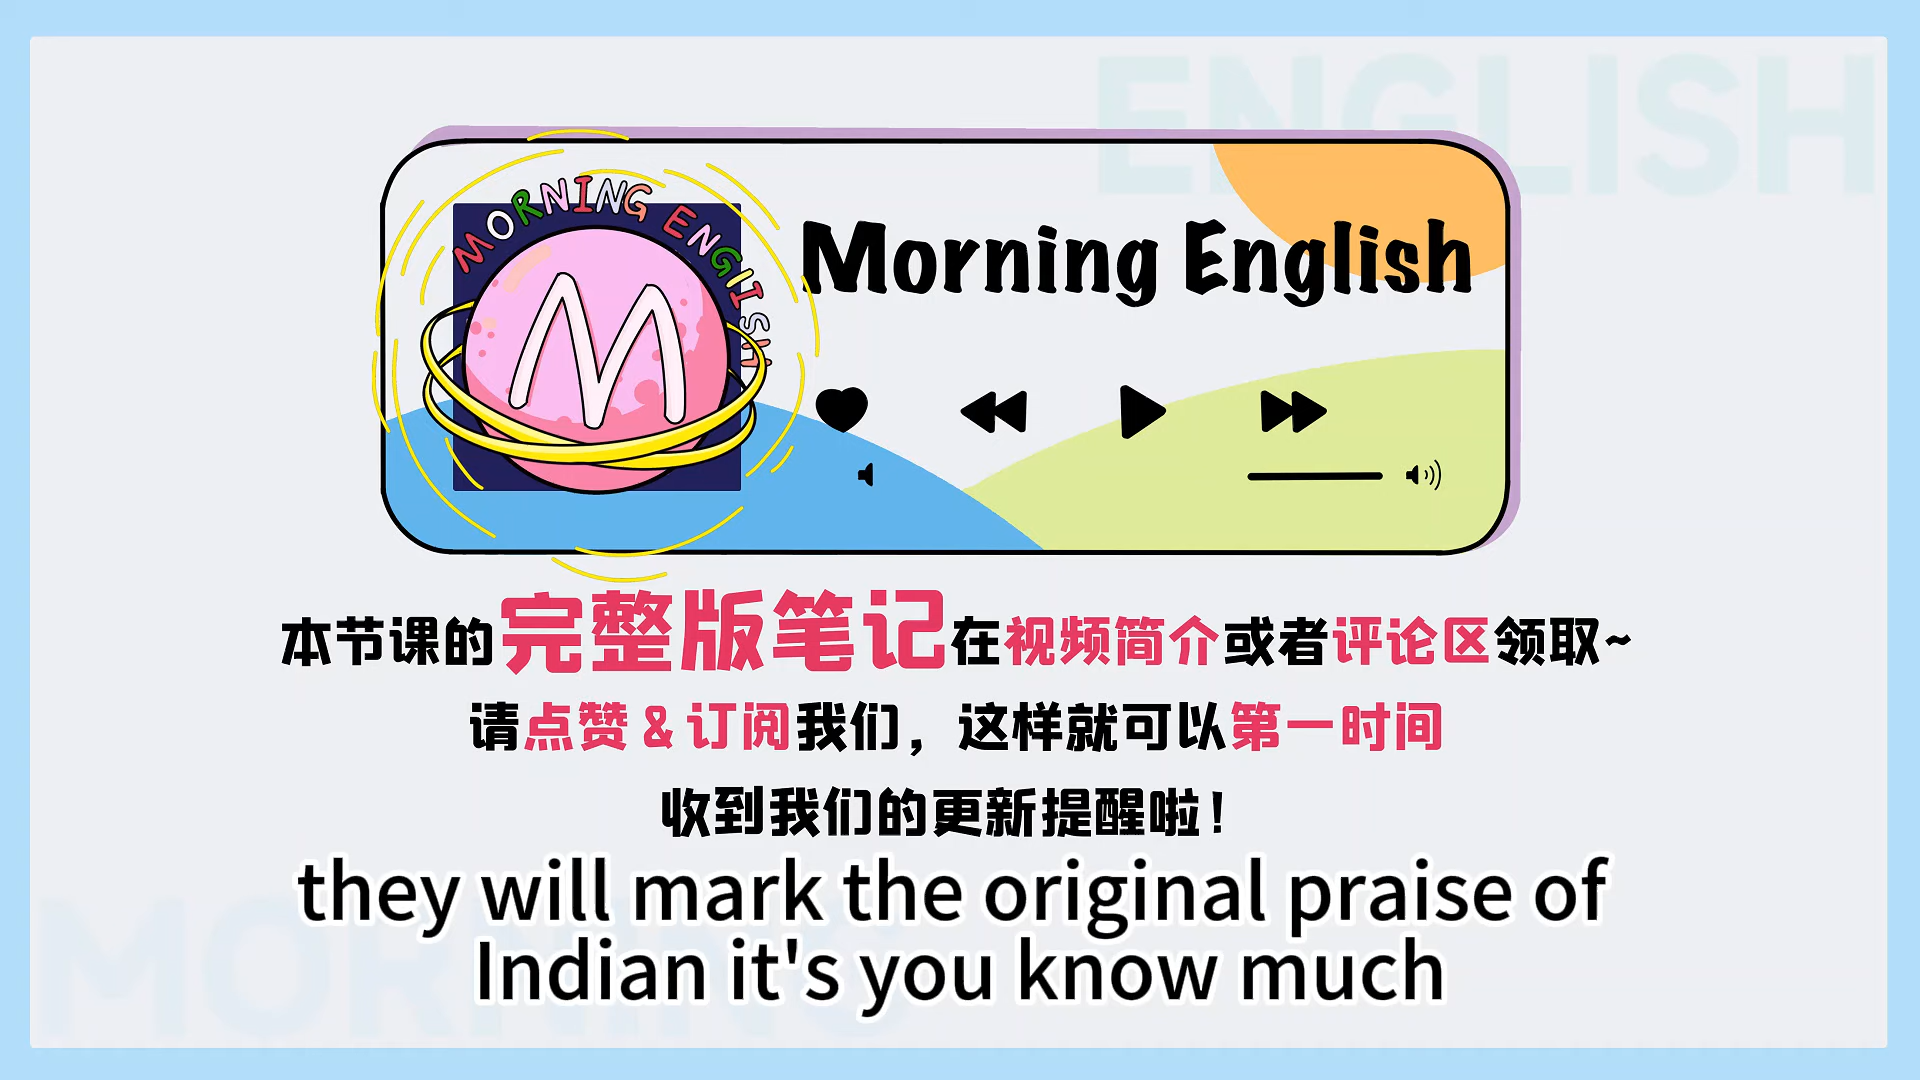 ENGLISH
MORNING ENGLISH
M
Morning English
本节课的完整版笔记在视频简介或者评论区领取~
请点赞&订阅我们，这样就可以第一时间
收到我们的更新提醒啦！
they will mark the original praise of
Indian it's you know much
MORNING